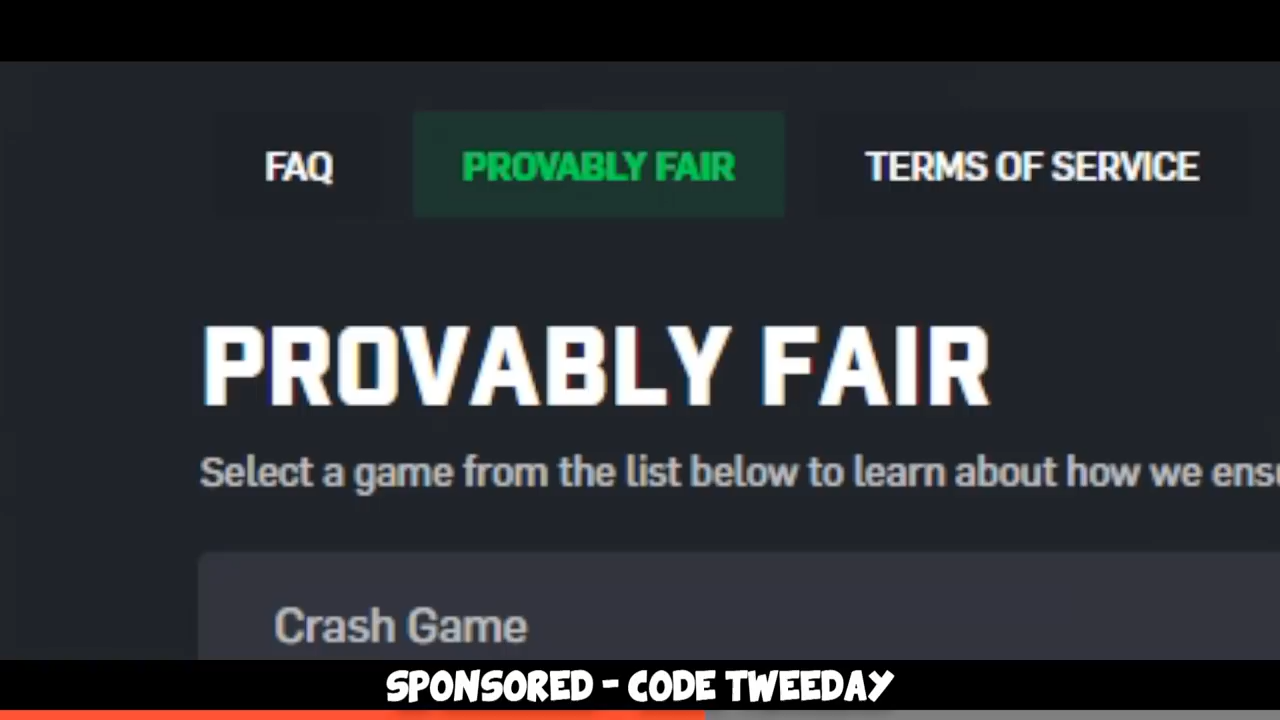 FAQ PROVABLY FAIR TERMS OF SERVICE
PROVABLY FAIR
Select a game from the list below to learn about how we
Crash Game
SPONSORED - CODE TWEEDAY